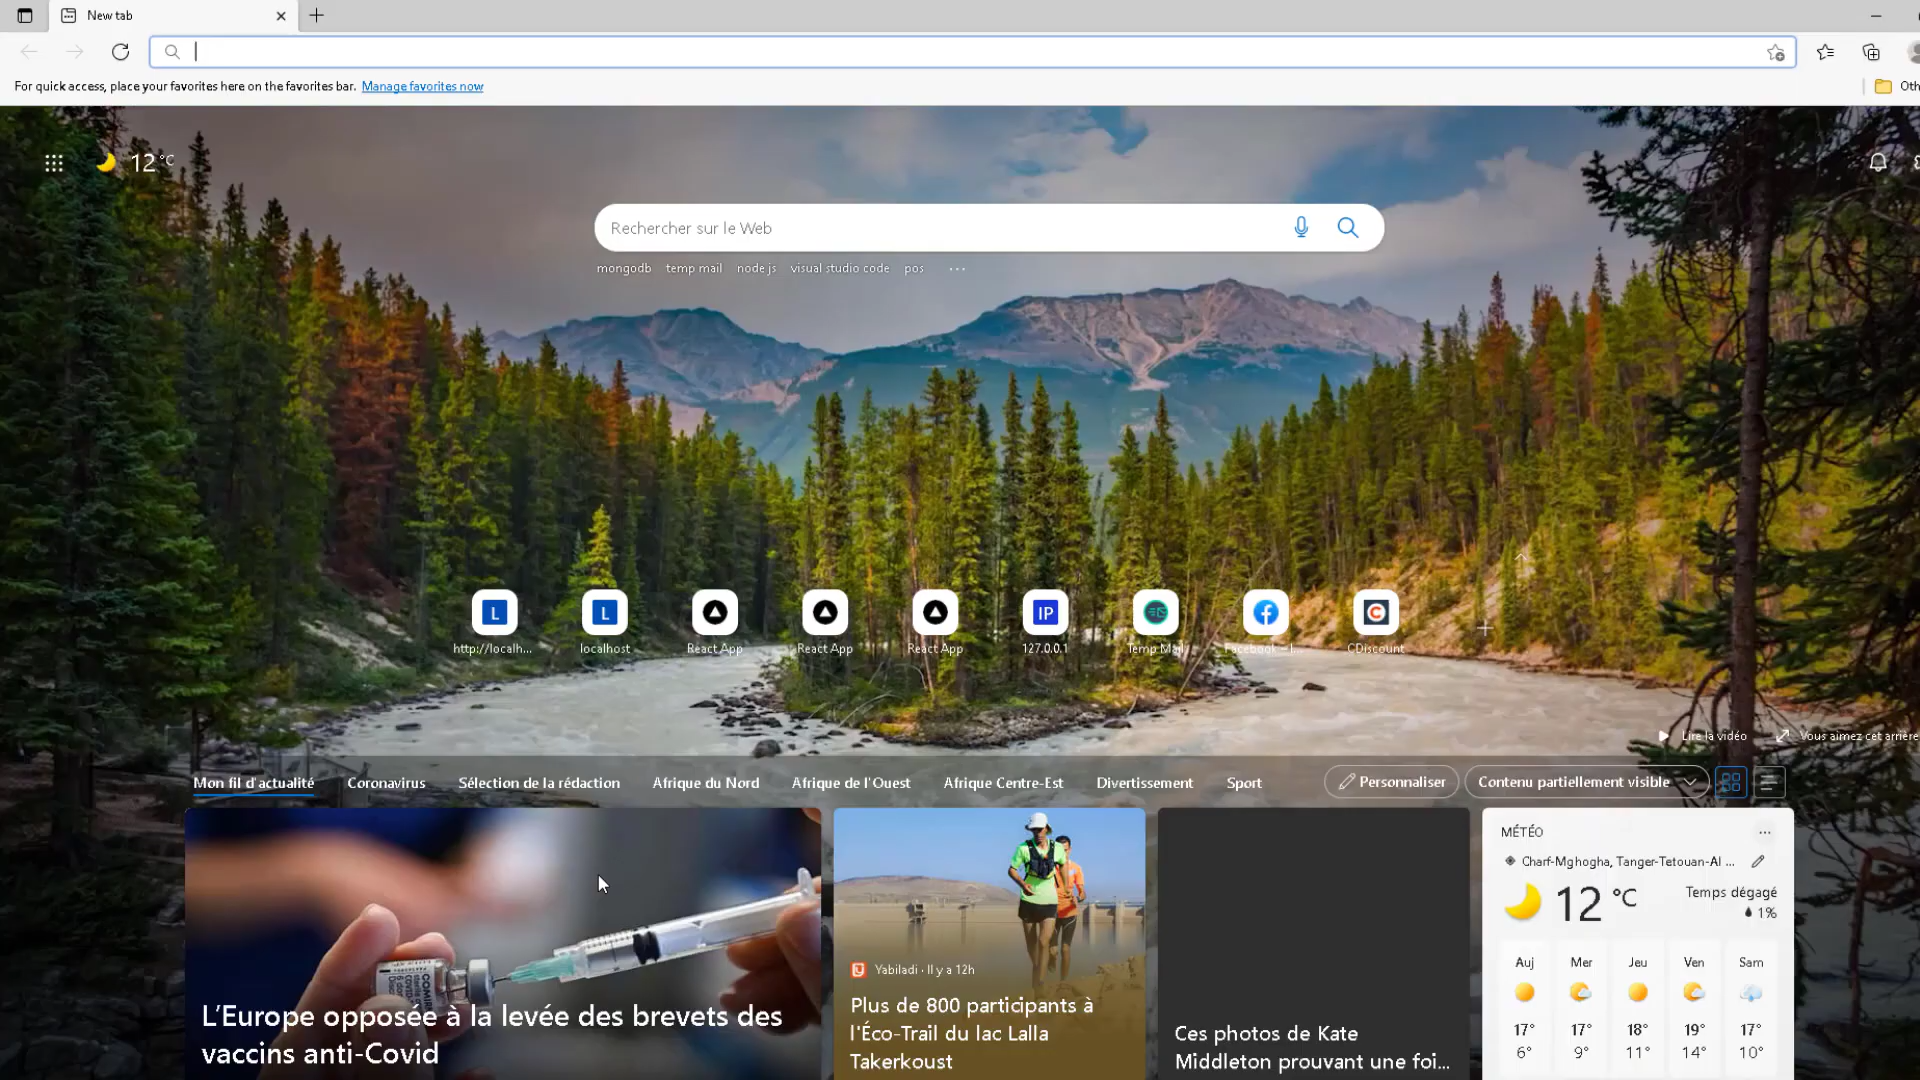 New tab
For quick access, place your favorites here on the favorites bar. Manage favorites now
Oth
12 °C
Rechercher sur le Web
mongodb temp mail node js visual studio code pos ...
L L IP
http://localh... localhost React App React App React App 127.0.0.1 Temp Mail Facebook – I... CDiscount
Lire la vidéo Vous aimez cet arrière
Mon fil d'actualité Coronavirus Sélection de la rédaction Afrique du Nord Afrique de l'Ouest Afrique Centre-Est Divertissement Sport Personnaliser Contenu partiellement visible
L'Europe opposée à la levée des brevets des
vaccins anti-Covid
Yabiladi · Il y a 12h
Plus de 800 participants à
l'Éco-Trail du lac Lalla
Takerkoust
Ces photos de Kate
Middleton prouvant une foi...
MÉTÉO ...
Charf-Mghogha, Tanger-Tetouan-Al ...
12 °C
Temps dégagé
1%
Auj Mer Jeu Ven Sam
17° 17° 18° 19° 17°
6° 9° 11° 14° 10°